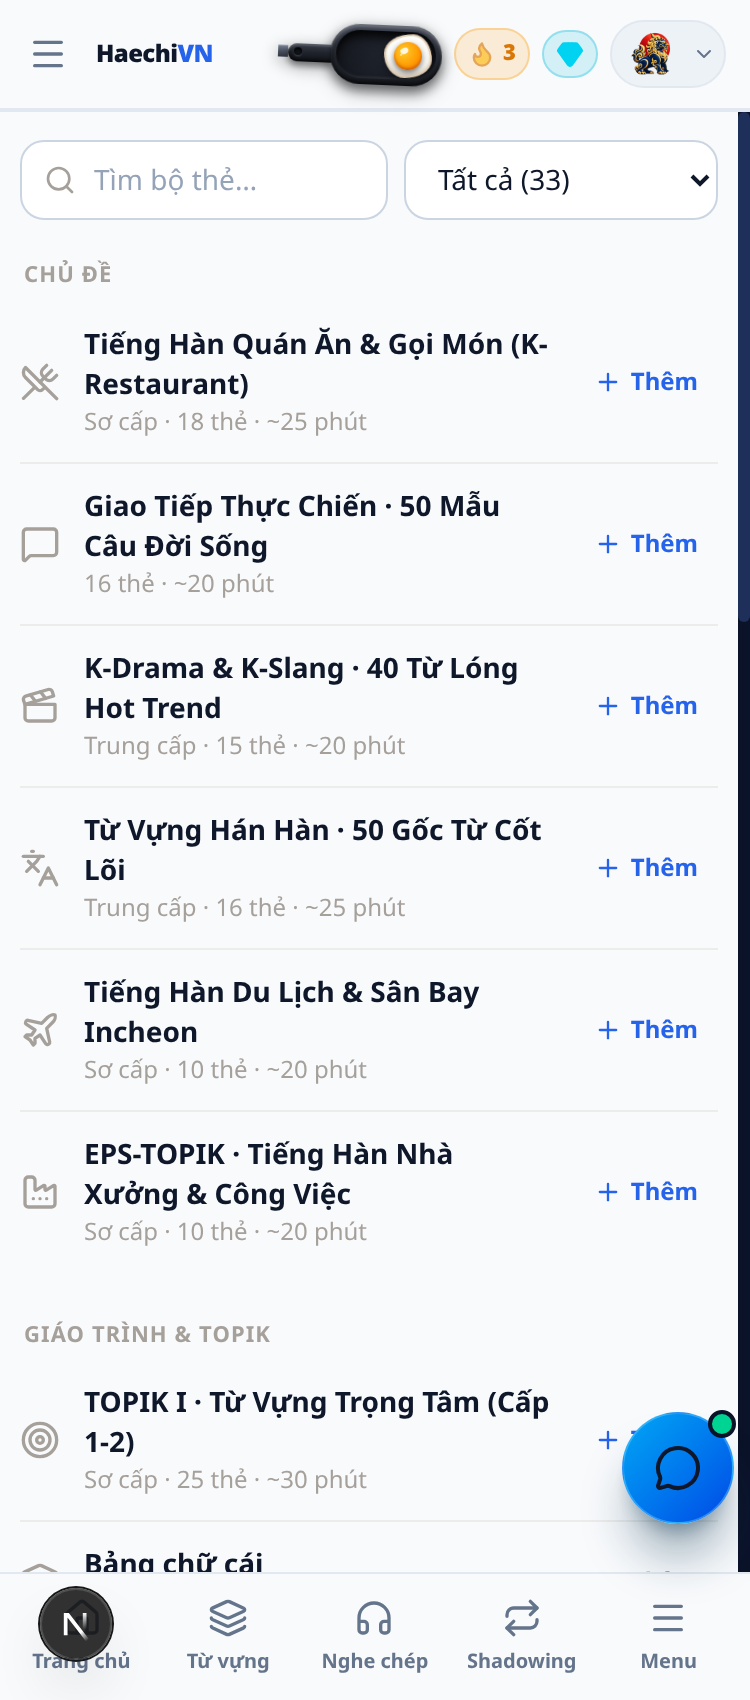 HaechiVN
3
Tìm bộ thẻ...
Tất cả (33)
CHỦ ĐỀ
Tiếng Hàn Quán Ăn & Gọi Món (K-
Restaurant)
Sơ cấp · 18 thẻ · ~25 phút
Thêm
Giao Tiếp Thực Chiến · 50 Mẫu
Câu Đời Sống
16 thẻ · ~20 phút
Thêm
K-Drama & K-Slang · 40 Từ Lóng
Hot Trend
Trung cấp · 15 thẻ · ~20 phút
Thêm
Từ Vựng Hán Hàn · 50 Gốc Từ Cốt
Lõi
Trung cấp · 16 thẻ · ~25 phút
Thêm
Tiếng Hàn Du Lịch & Sân Bay
Incheon
Sơ cấp · 10 thẻ · ~20 phút
Thêm
EPS-TOPIK · Tiếng Hàn Nhà
Xưởng & Công Việc
Sơ cấp · 10 thẻ · ~20 phút
Thêm
GIÁO TRÌNH & TOPIK
TOPIK I · Từ Vựng Trọng Tâm (Cấp
1-2)
Sơ cấp · 25 thẻ · ~30 phút
Bảng chữ cái
N
Trang chủ
Từ vựng
Nghe chép
Shadowing
Menu